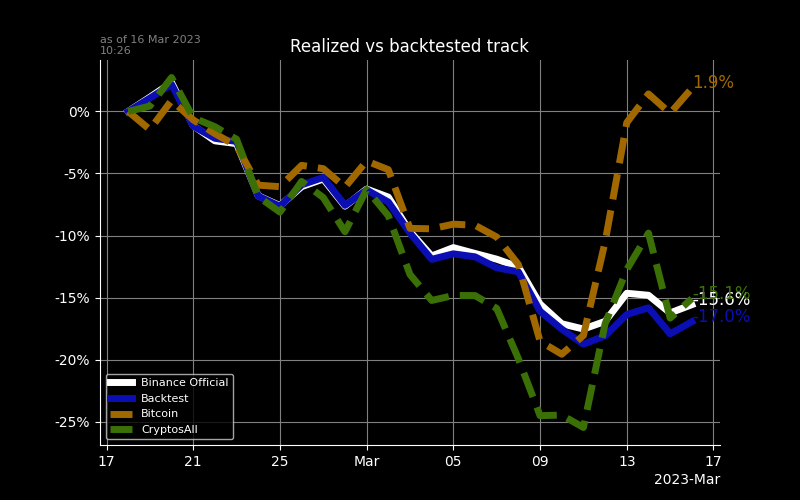 as of 16 Mar 2023
10:26
Realized vs backtested track
1.9%
-15.1%
-15.6%
-17.0%
0%
-5%
-10%
-15%
-20%
-25%
Binance Official
Backtest
Bitcoin
CryptosAll
17 21 25 Mar 05 09 13 17
2023-Mar